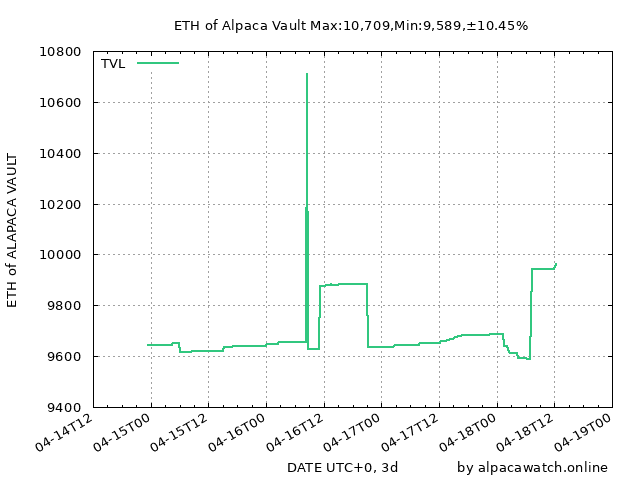 ETH of Alpaca Vault Max:10,709,Min:9,589,±10.45%
TVL
ETH of ALAPACA VAULT
10800
10600
10400
10200
10000
9800
9600
9400
04-14T12
04-15T00
04-15T12
04-16T00
04-16T12
04-17T00
04-17T12
04-18T00
04-18T12
04-19T00
DATE UTC+0, 3d
by alpacawatch.online